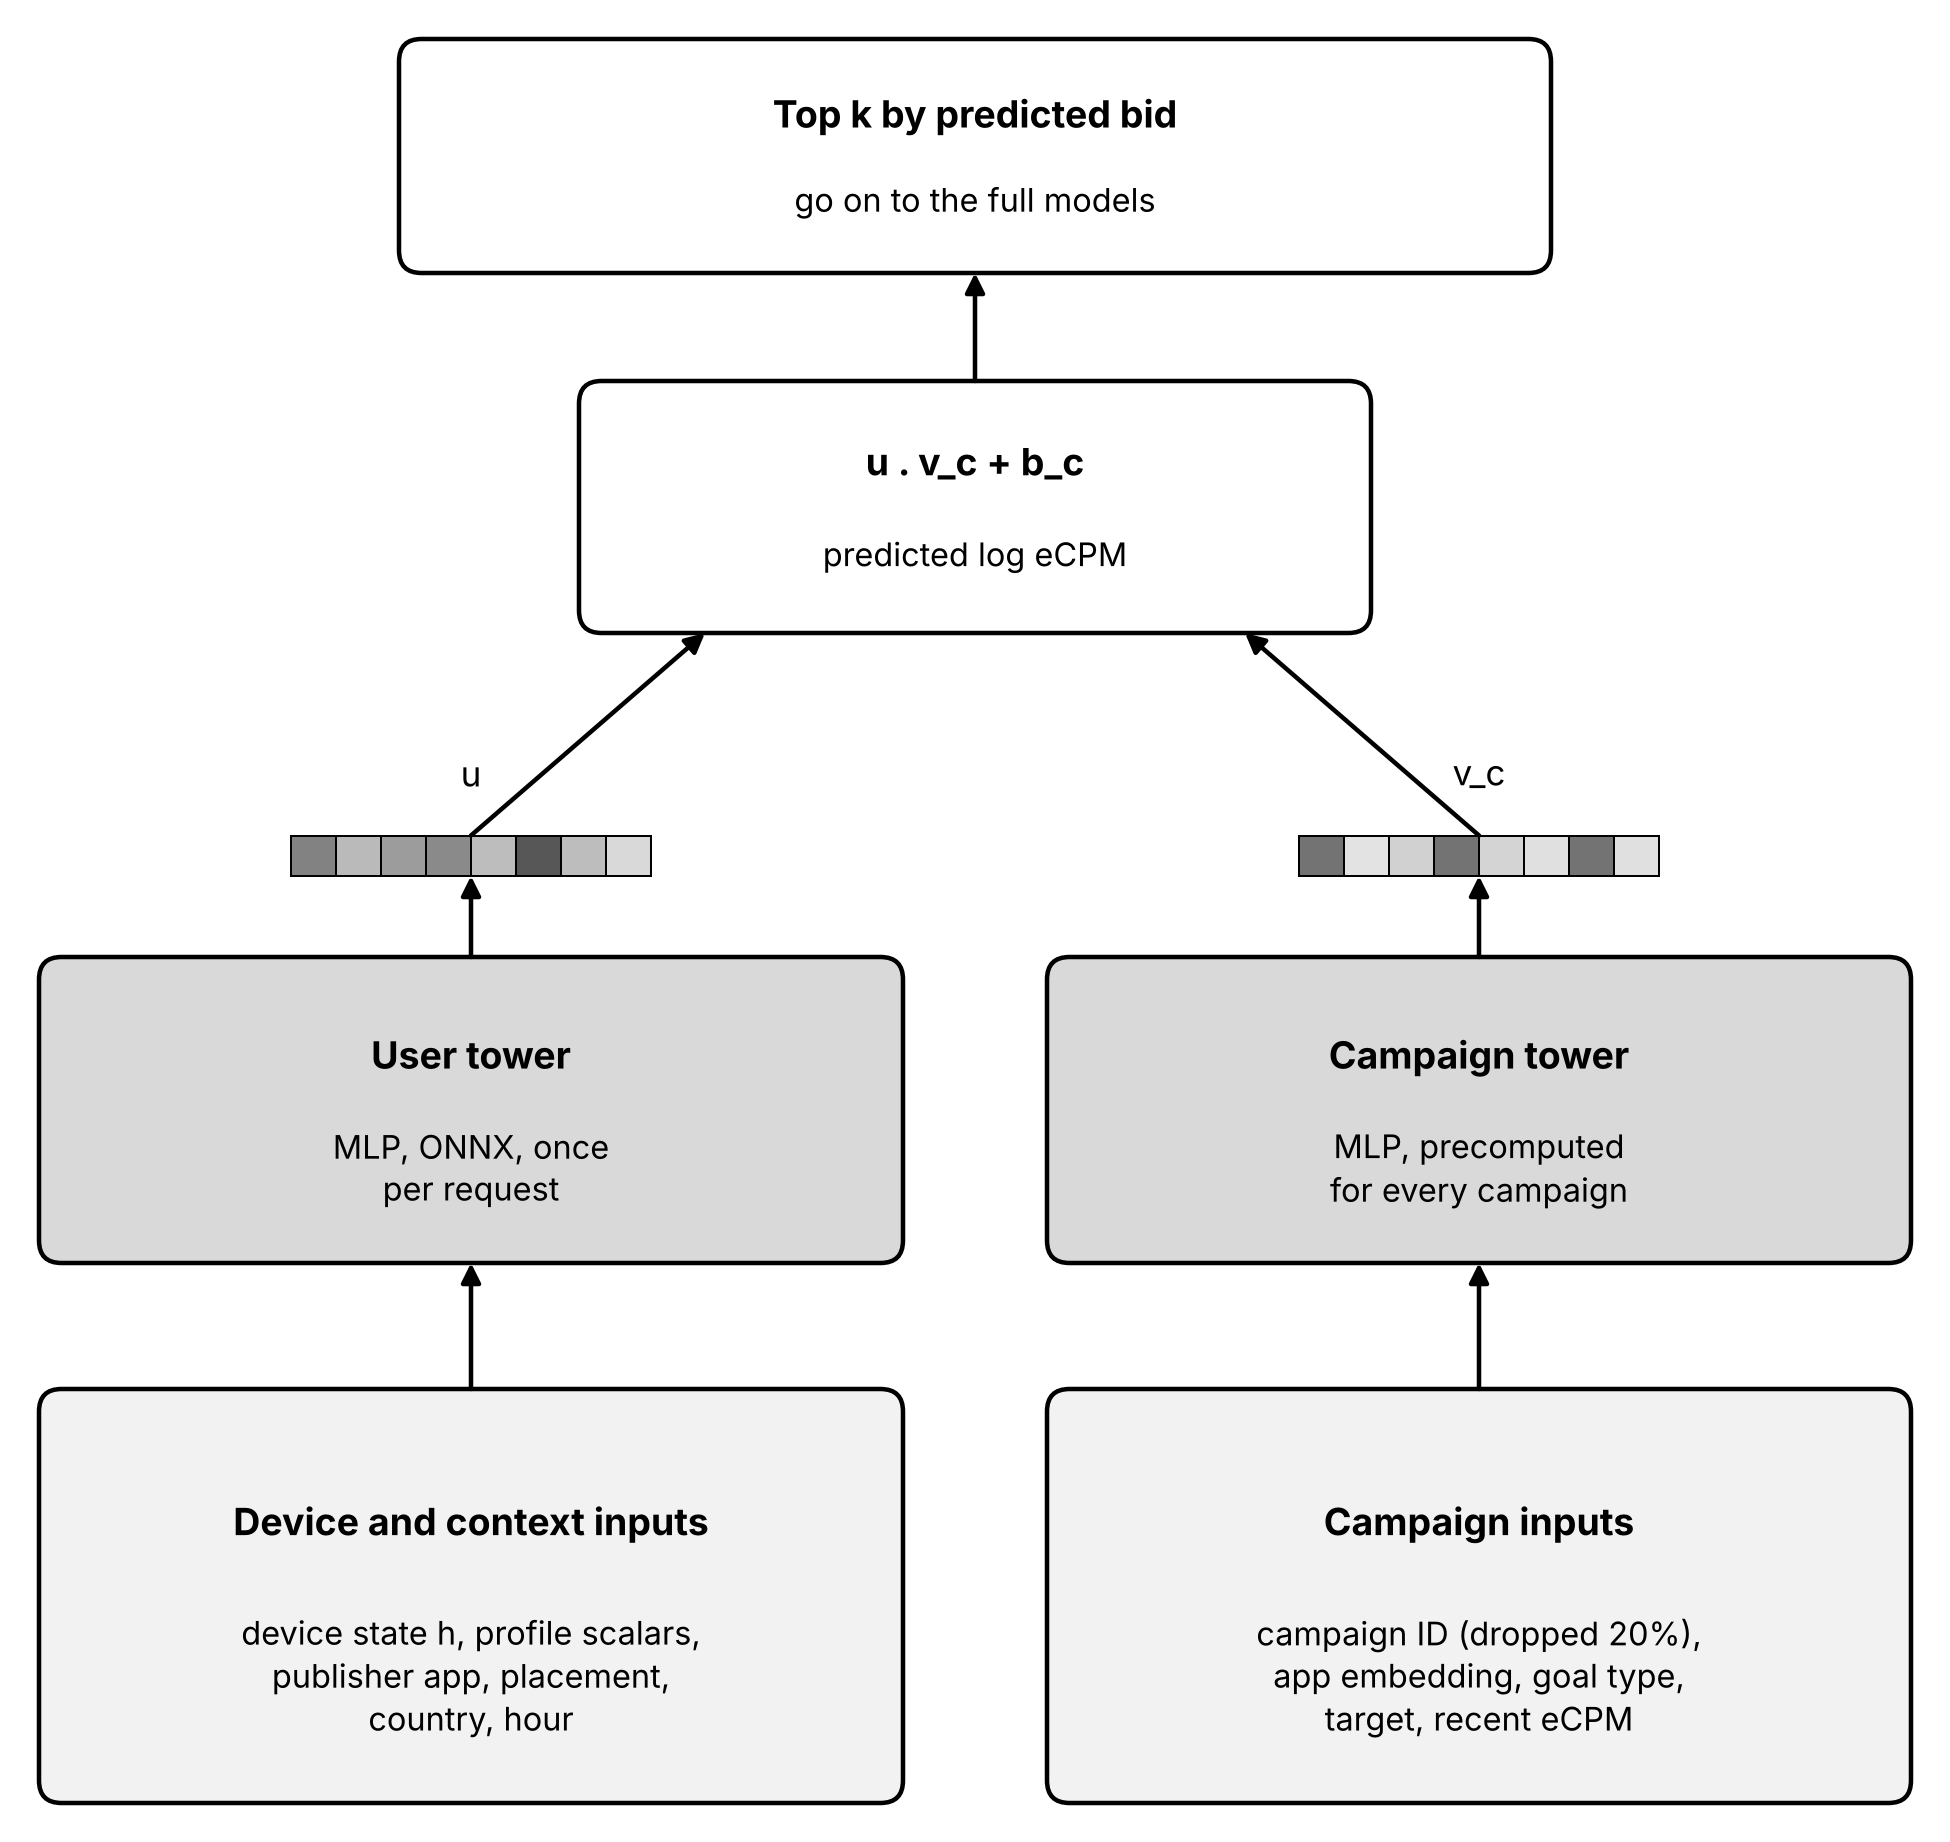 Top k by predicted bid
go on to the full models
u . v_c + b_c
predicted log eCPM
u
v_c
User tower
MLP, ONNX, once
per request
Campaign tower
MLP, precomputed
for every campaign
Device and context inputs
device state h, profile scalars,
publisher app, placement,
country, hour
Campaign inputs
campaign ID (dropped 20%),
app embedding, goal type,
target, recent eCPM